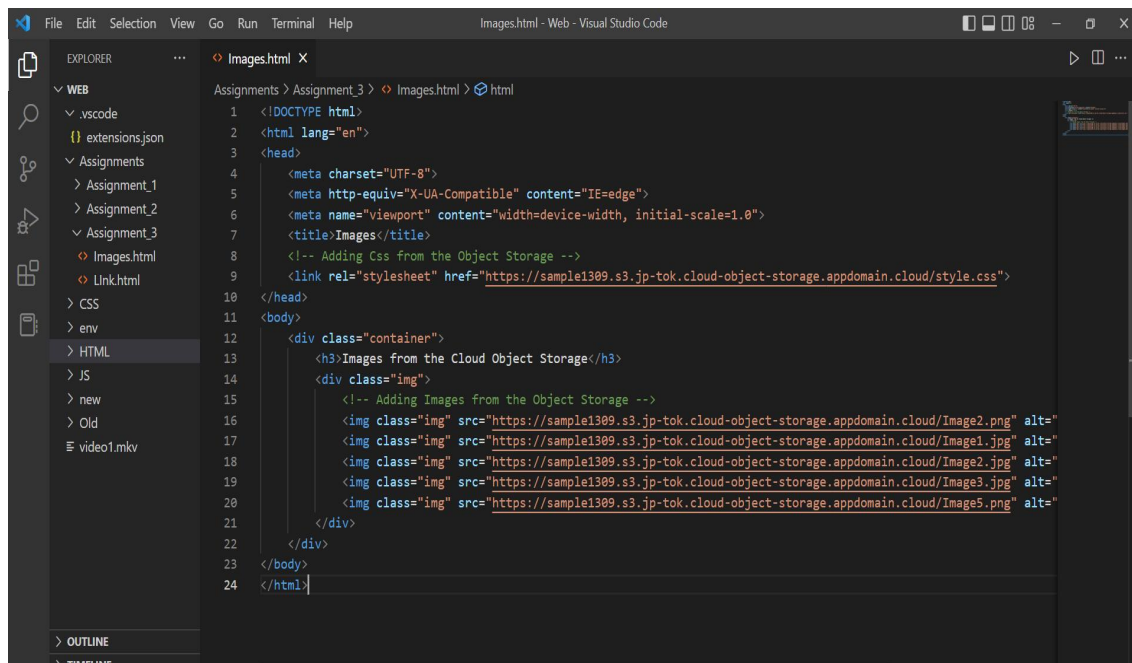 File Edit Selection View Go Run Terminal Help
Images.html - Web - Visual Studio Code
EXPLORER
WEB
.vscode
{} extensions.json
Assignments
Assignment_1
Assignment_2
Assignment_3
Images.html
LInk.html
CSS
env
HTML
JS
new
Old
video1.mkv
OUTLINE
TIMELINE
Images.html
Assignments > Assignment_3 > Images.html > html
1 <!DOCTYPE html>
2 <html lang="en">
3 <head>
4 <meta charset="UTF-8">
5 <meta http-equiv="X-UA-Compatible" content="IE=edge">
6 <meta name="viewport" content="width=device-width, initial-scale=1.0">
7 <title>Images</title>
8 <!-- Adding Css from the Object Storage -->
9 <link rel="stylesheet" href="https://sample1309.s3.jp-tok.cloud-object-storage.appdomain.cloud/style.css">
10 </head>
11 <body>
12 <div class="container">
13 <h3>Images from the Cloud Object Storage</h3>
14 <div class="img">
15 <!-- Adding Images from the Object Storage -->
16 <img class="img" src="https://sample1309.s3.jp-tok.cloud-object-storage.appdomain.cloud/Image2.png" alt="
17 <img class="img" src="https://sample1309.s3.jp-tok.cloud-object-storage.appdomain.cloud/Image1.jpg" alt="
18 <img class="img" src="https://sample1309.s3.jp-tok.cloud-object-storage.appdomain.cloud/Image2.jpg" alt="
19 <img class="img" src="https://sample1309.s3.jp-tok.cloud-object-storage.appdomain.cloud/Image3.jpg" alt="
20 <img class="img" src="https://sample1309.s3.jp-tok.cloud-object-storage.appdomain.cloud/Image5.png" alt="
21 </div>
22 </div>
23 </body>
24 </html>